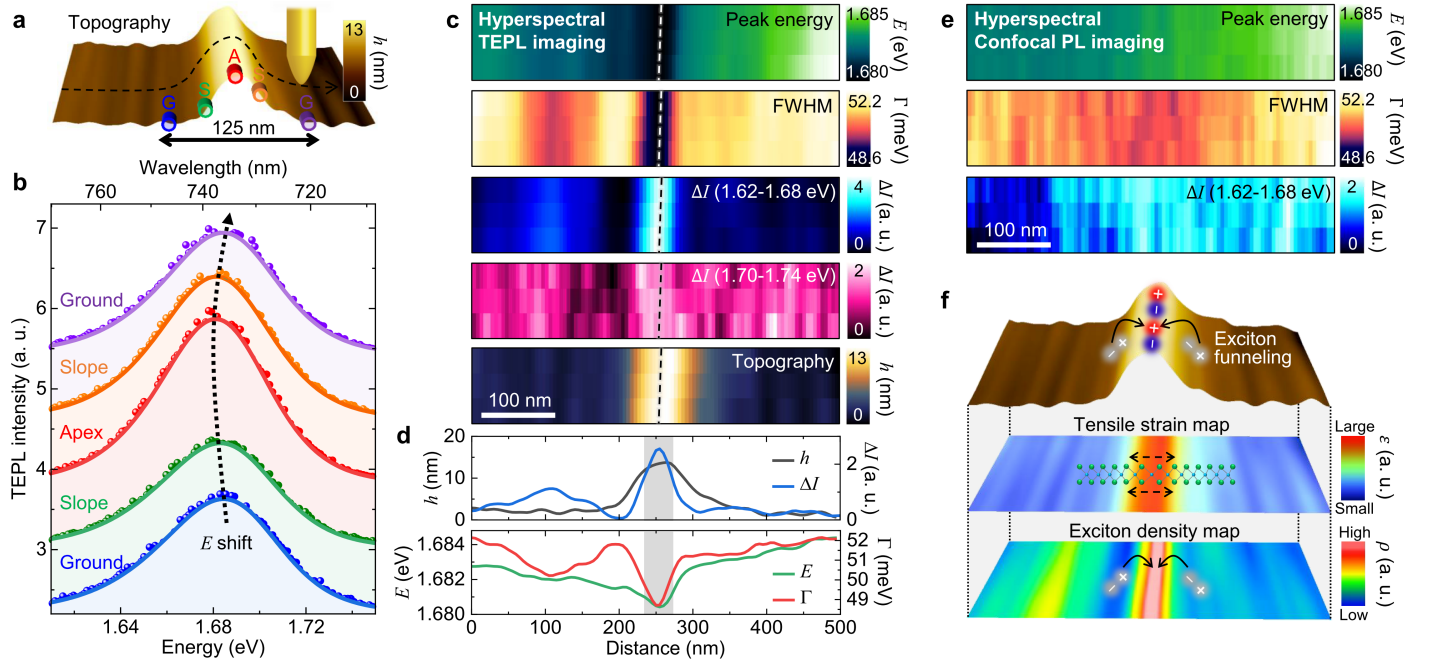 a
Topography
13
h (nm)
0
A
S
S
G
G
125 nm
b
Wavelength (nm)
760
740
720
7
6
5
4
3
TEPL intensity (a. u.)
Ground
Slope
Apex
Slope
Ground
E shift
1.64
1.68
1.72
Energy (eV)
c
Hyperspectral
TEPL imaging
Peak energy
1.685
E (eV)
1.680
FWHM
52.2
Γ (meV)
48.6
ΔI (1.62-1.68 eV)
4
ΔI (a. u.)
0
ΔI (1.70-1.74 eV)
2
ΔI (a. u.)
0
Topography
100 nm
13
h (nm)
0
d
20
10
0
h (nm)
h
ΔI
2
0
ΔI (a. u.)
1.684
1.682
1.680
E (eV)
E
Γ
52
51
50
49
Γ (meV)
0
100
200
300
400
500
Distance (nm)
e
Hyperspectral
Confocal PL imaging
Peak energy
1.685
E (eV)
1.680
FWHM
52.2
Γ (meV)
48.6
ΔI (1.62-1.68 eV)
100 nm
2
ΔI (a. u.)
0
f
+
−
+
−
− +
− +
Exciton
funneling
Tensile strain map
Large
ε (a. u.)
Small
Exciton density map
− +
− +
High
ρ (a. u.)
Low